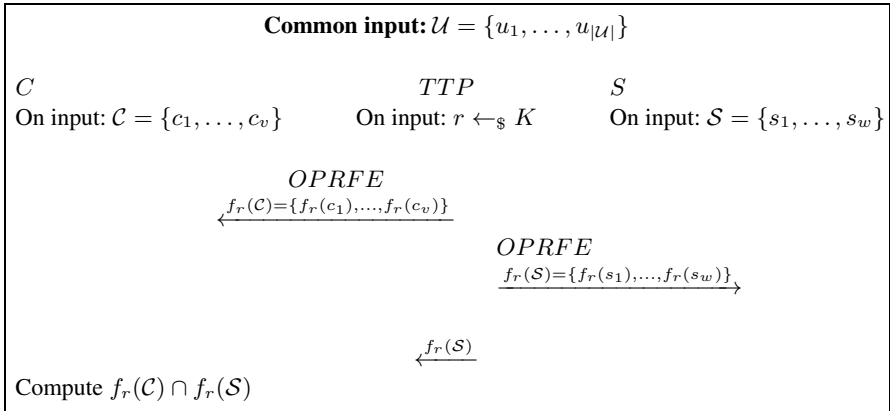 Common input: 𝒰 = {u₁, . . . , u_|𝒰|}
C TTP S
On input: 𝒞 = {c₁, . . . , c_v} On input: r ←_$ K On input: 𝒮 = {s₁, . . . , s_w}
OPRFE
f_r(𝒞)={f_r(c₁),...,f_r(c_v)}
OPRFE
f_r(𝒮)={f_r(s₁),...,f_r(s_w)}
f_r(𝒮)
Compute f_r(𝒞) ∩ f_r(𝒮)